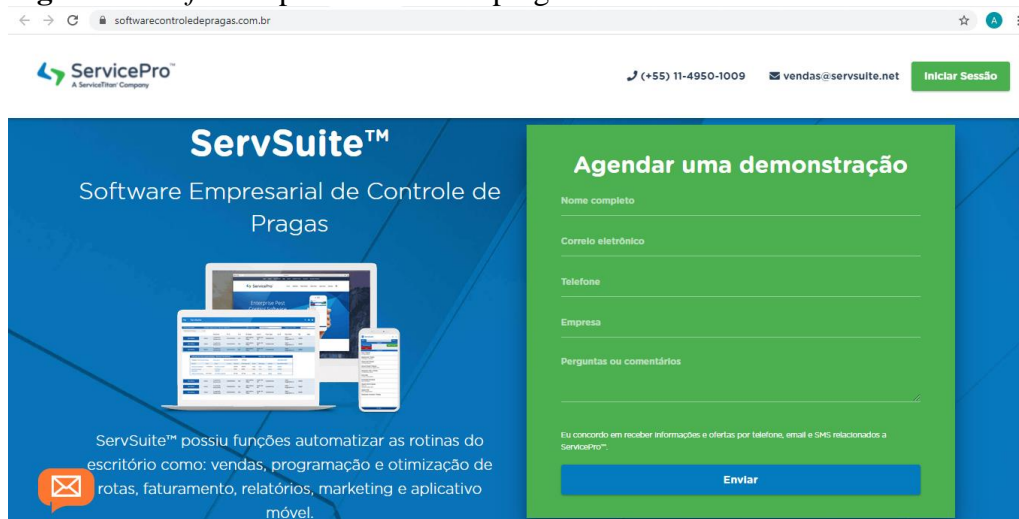 softwarecontroledepragas.com.br
A
ServicePro™
A ServiceTitan Company
(+55) 11-4950-1009
vendas@servsuite.net
Iniciar Sessão
ServSuite™
Software Empresarial de Controle de
Pragas
ServSuite™ possiu funções automatizar as rotinas do
escritório como: vendas, programação e otimização de
rotas, faturamento, relatórios, marketing e aplicativo
móvel.
Agendar uma demonstração
Nome completo
Correio eletrônico
Telefone
Empresa
Perguntas ou comentários
Eu concordo em receber informações e ofertas por telefone, email e SMS relacionados a
ServicePro™.
Enviar